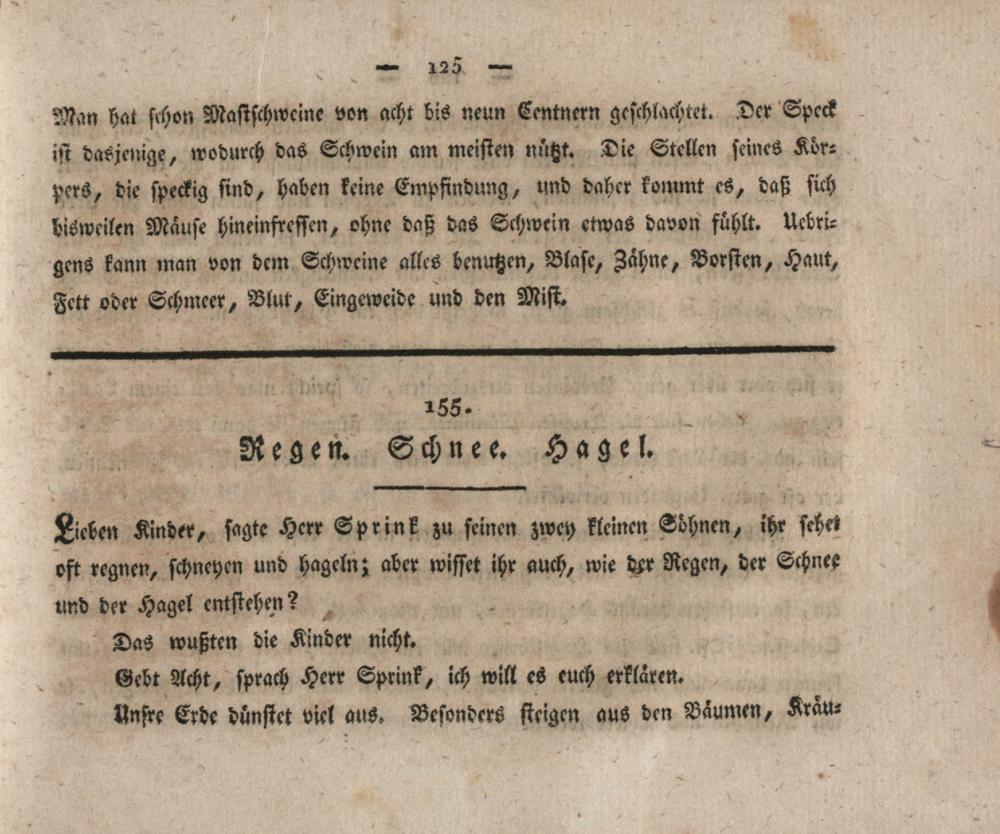 — 125 —
Man hat schon Mastschweine von acht bis neun Centnern geschlachtet. Der Speck
ist dasjenige, wodurch das Schwein am meisten nützt. Die Stellen seines Kör-
pers, die speckig sind, haben keine Empfindung, und daher kommt es, daß sich
bisweilen Mäuse hineinfressen, ohne daß das Schwein etwas davon fühlt. Uebri-
gens kann man von dem Schweine alles benutzen, Blase, Zähne, Borsten, Haut,
Fett oder Schmeer, Blut, Eingeweide und den Mist.
155.
Regen. Schnee. Hagel.
Lieben Kinder, sagte Herr Sprink zu seinen zwey kleinen Söhnen, ihr sehet
oft regnen, schneyen und hageln; aber wisset ihr auch, wie der Regen, der Schnee
und der Hagel entstehen?
Das wußten die Kinder nicht.
Gebt Acht, sprach Herr Sprink, ich will es euch erklären.
Unsre Erde dünstet viel aus. Besonders steigen aus den Bäumen, Kräu-